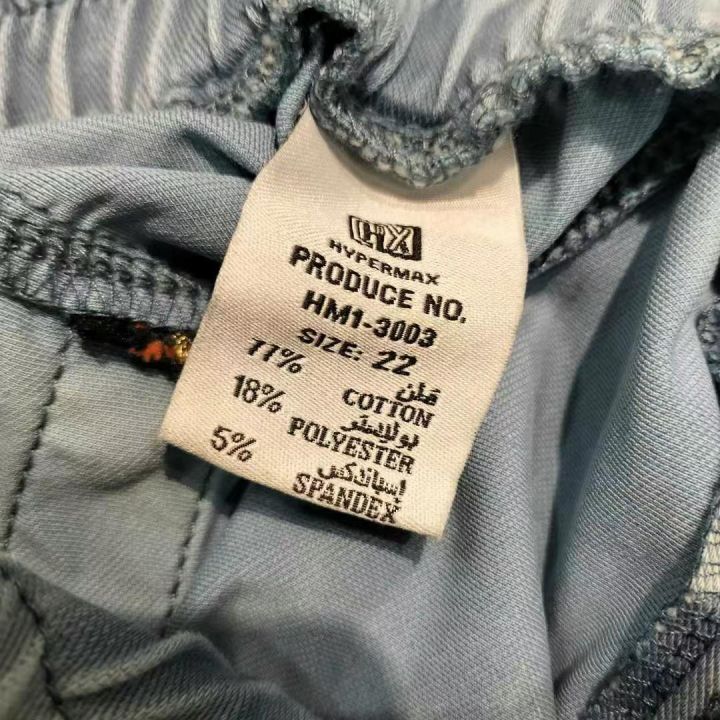 HX
HYPERMAX
PRODUCE NO.
HM1-3003
SIZE: 22
77% قطن
COTTON
18% بوليستر
POLYESTER
5% إسباندكس
SPANDEX